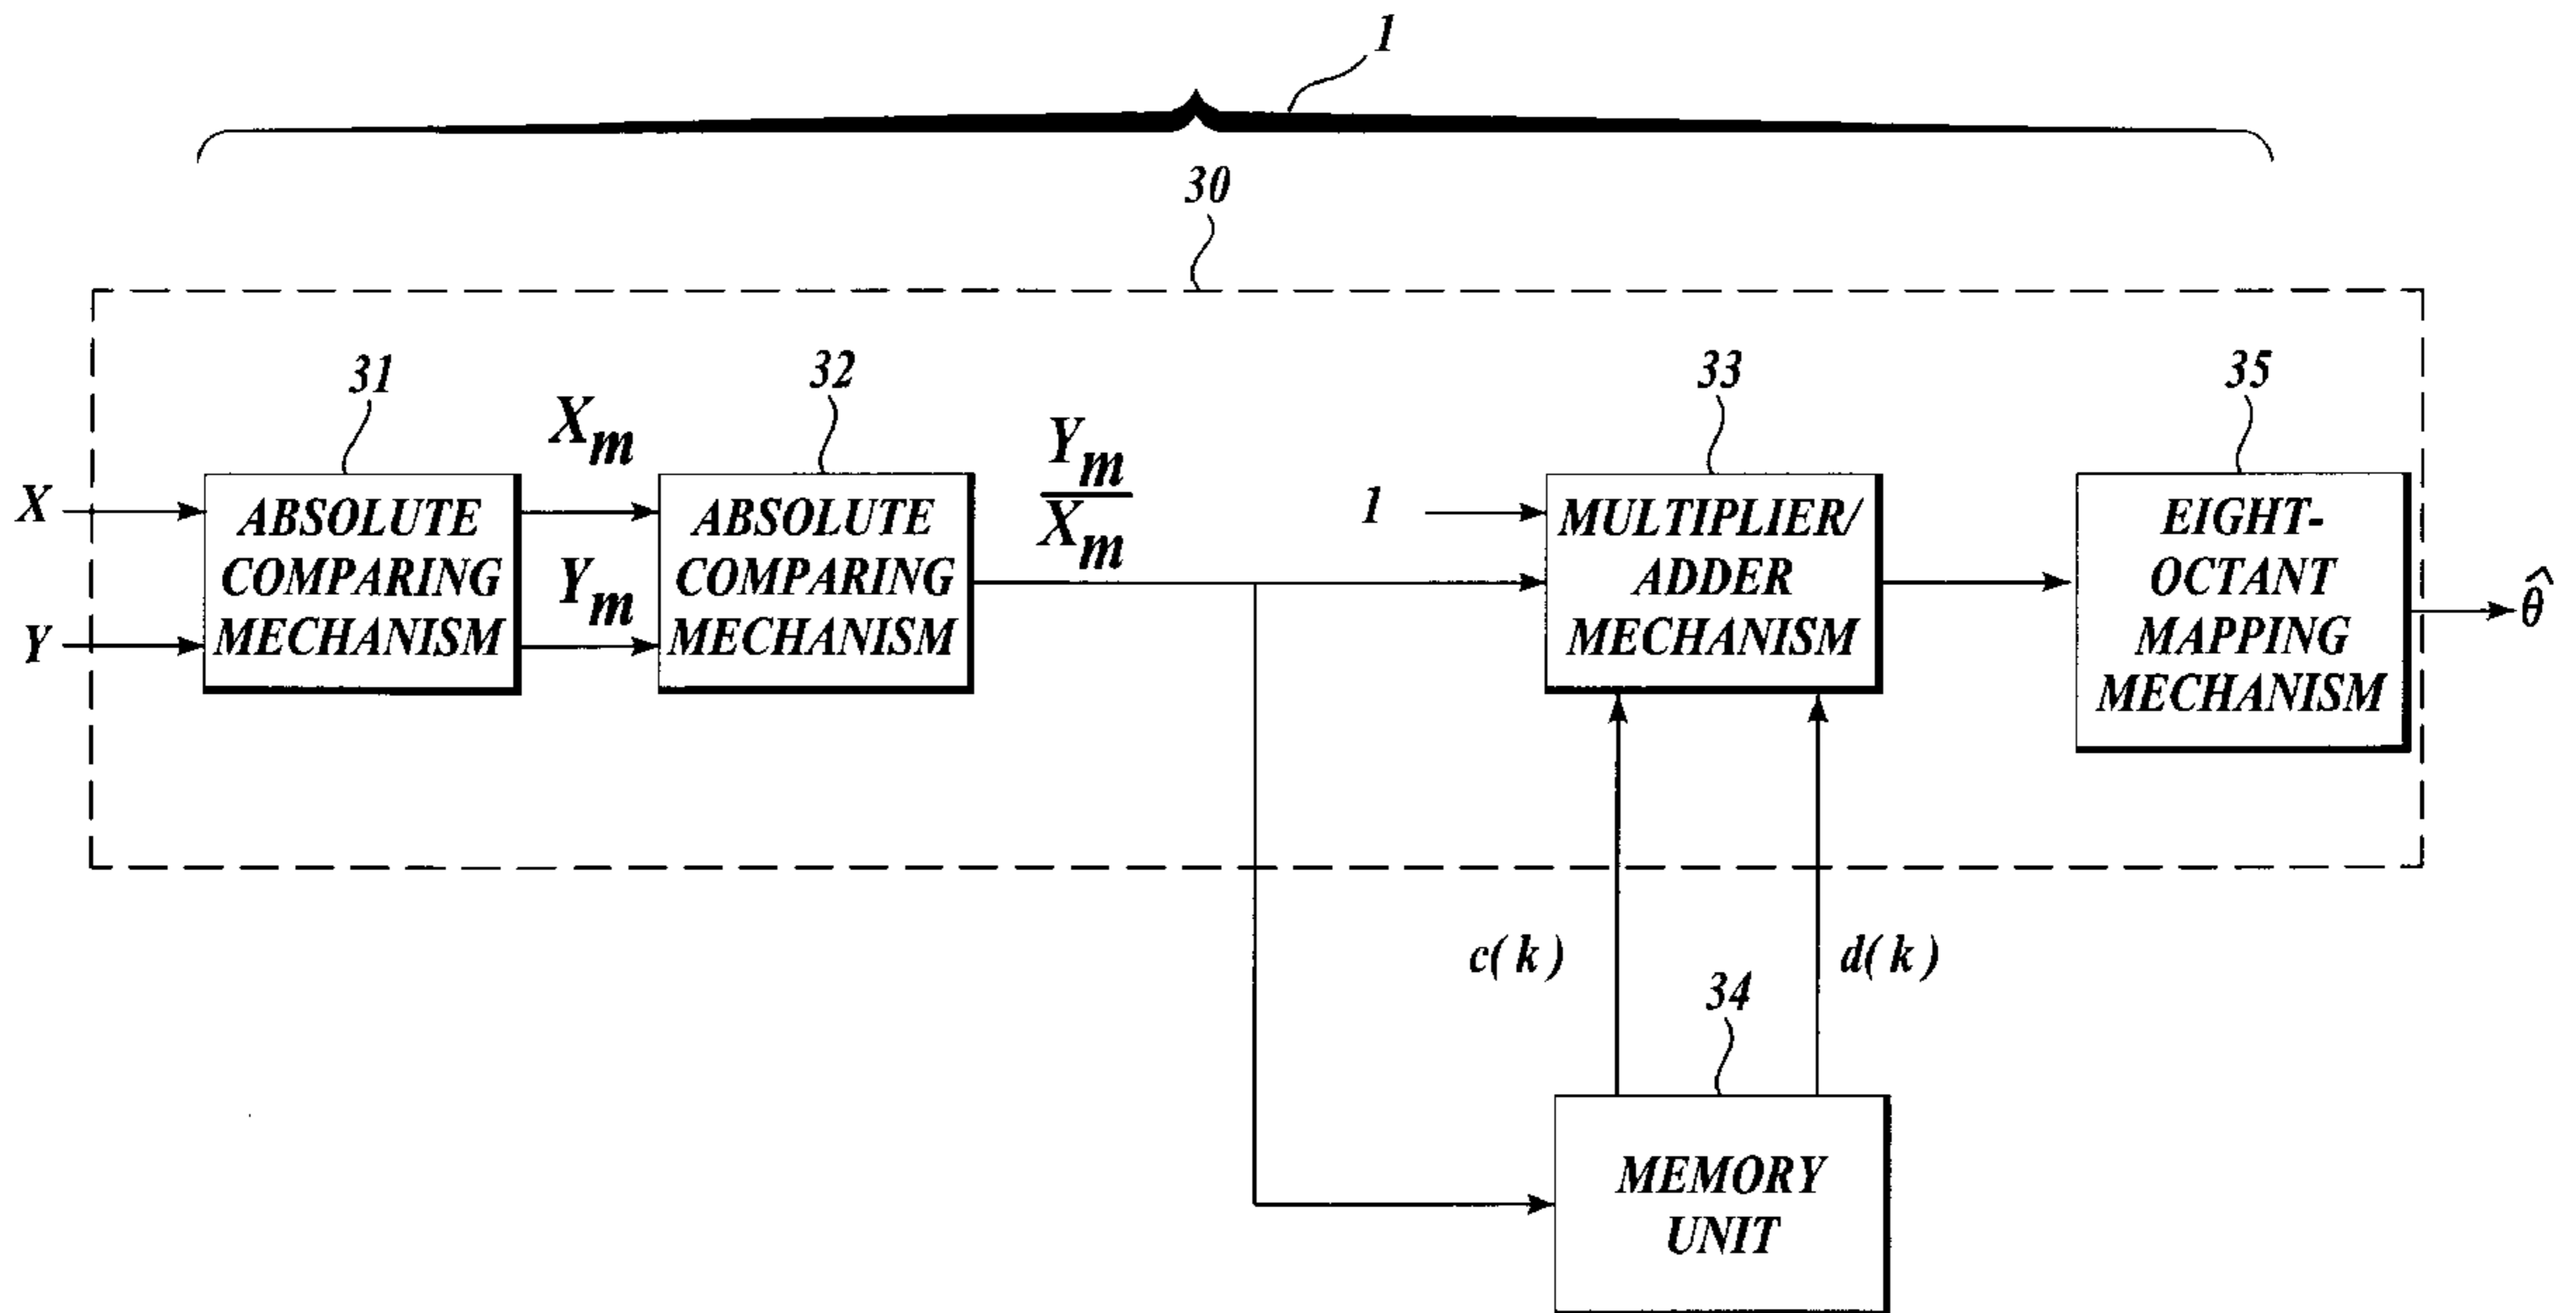 1
30
31
32
33
35
X
Y
ABSOLUTE
COMPARING
MECHANISM
X_m
Y_m
ABSOLUTE
COMPARING
MECHANISM
Y_m
X_m
1
MULTIPLIER/
ADDER
MECHANISM
EIGHT-
OCTANT
MAPPING
MECHANISM
θ̂
c(k)
d(k)
34
MEMORY
UNIT